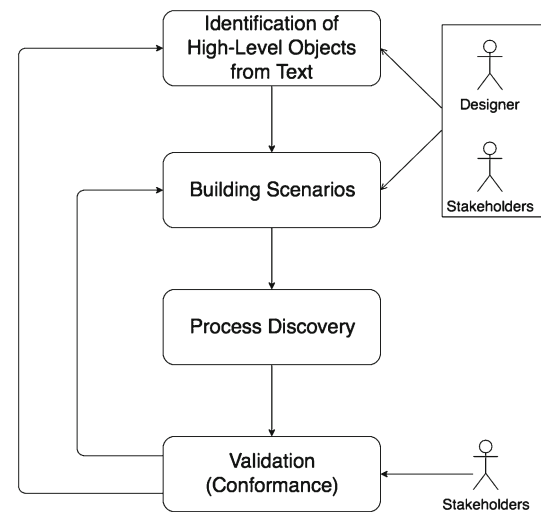 Identification of
High-Level Objects
from Text
Designer
Building Scenarios
Stakeholders
Process Discovery
Validation
(Conformance)
Stakeholders